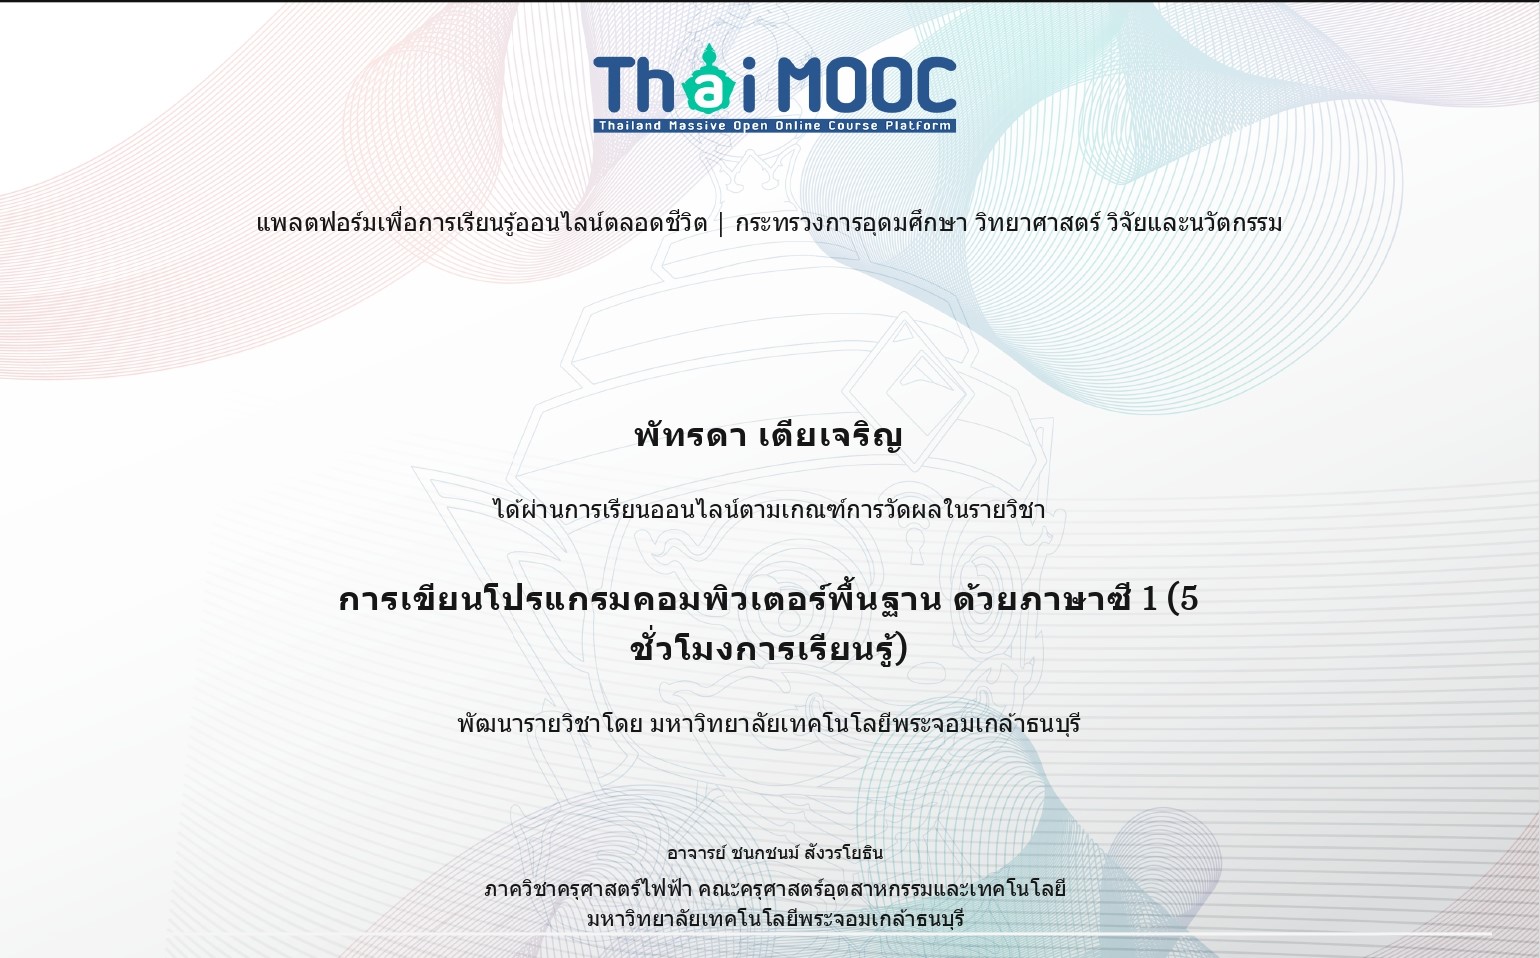 Thai MOOC
Thailand Massive Open Online Course Platform
แพลตฟอร์มเพื่อการเรียนรู้ออนไลน์ตลอดชีวิต | กระทรวงการอุดมศึกษา วิทยาศาสตร์ วิจัยและนวัตกรรม
พัทรดา เตียเจริญ
ได้ผ่านการเรียนออนไลน์ตามเกณฑ์การวัดผลในรายวิชา
การเขียนโปรแกรมคอมพิวเตอร์พื้นฐาน ด้วยภาษาซี 1 (5
ชั่วโมงการเรียนรู้)
พัฒนารายวิชาโดย มหาวิทยาลัยเทคโนโลยีพระจอมเกล้าธนบุรี
อาจารย์ ชนกชนม์ สังวรโยธิน
ภาควิชาครุศาสตร์ไฟฟ้า คณะครุศาสตร์อุตสาหกรรมและเทคโนโลยี
มหาวิทยาลัยเทคโนโลยีพระจอมเกล้าธนบุรี